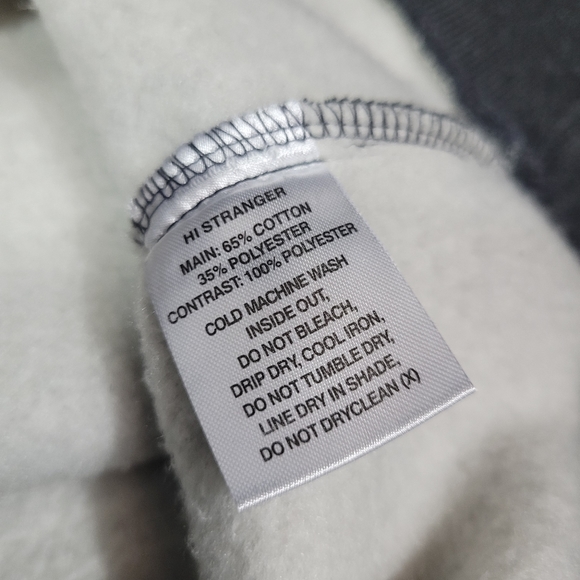 HI STRANGER
MAIN: 65% COTTON
35% POLYESTER
CONTRAST: 100% POLYESTER
COLD MACHINE WASH
INSIDE OUT,
DO NOT BLEACH,
DRIP DRY, COOL IRON,
DO NOT TUMBLE DRY,
LINE DRY IN SHADE,
DO NOT DRYCLEAN (X)